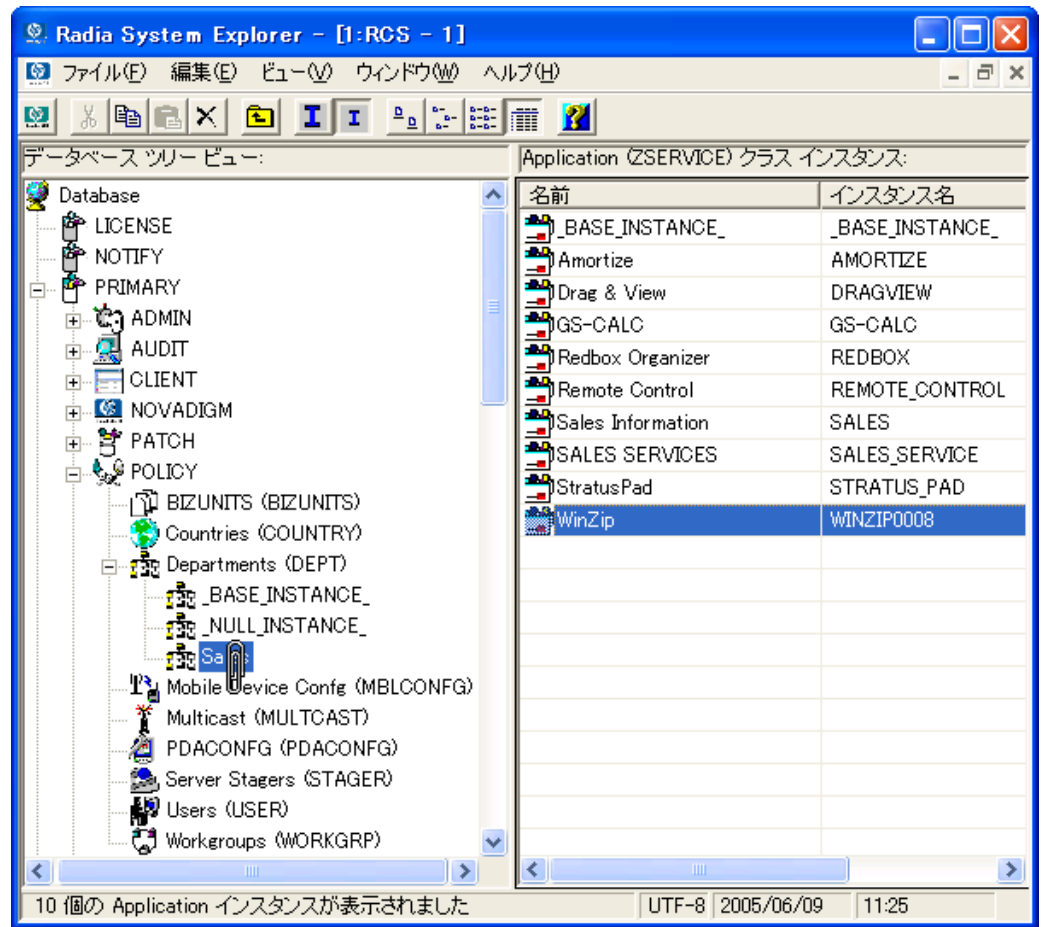 Radia System Explorer - [1:RCS - 1]
ファイル(F) 編集(E) ビュー(V) ウィンドウ(W) ヘルプ(H)
データベース ツリー ビュー:
Database
LICENSE
NOTIFY
PRIMARY
ADMIN
AUDIT
CLIENT
NOVADIGM
PATCH
POLICY
BIZUNITS (BIZUNITS)
Countries (COUNTRY)
Departments (DEPT)
_BASE_INSTANCE_
_NULL_INSTANCE_
Mobile Device Confg (MBLCONFG)
Multicast (MULTCAST)
PDACONFG (PDACONFG)
Server Stagers (STAGER)
Users (USER)
Workgroups (WORKGRP)
Application (ZSERVICE) クラス インスタンス:
名前 インスタンス名
_BASE_INSTANCE_ _BASE_INSTANCE_
Amortize AMORTIZE
Drag & View DRAGVIEW
GS-CALC GS-CALC
Redbox Organizer REDBOX
Remote Control REMOTE_CONTROL
Sales Information SALES
SALES SERVICES SALES_SERVICE
StratusPad STRATUS_PAD
WinZip WINZIP0008
10 個の Application インスタンスが表示されました UTF-8 2005/06/09 11:25